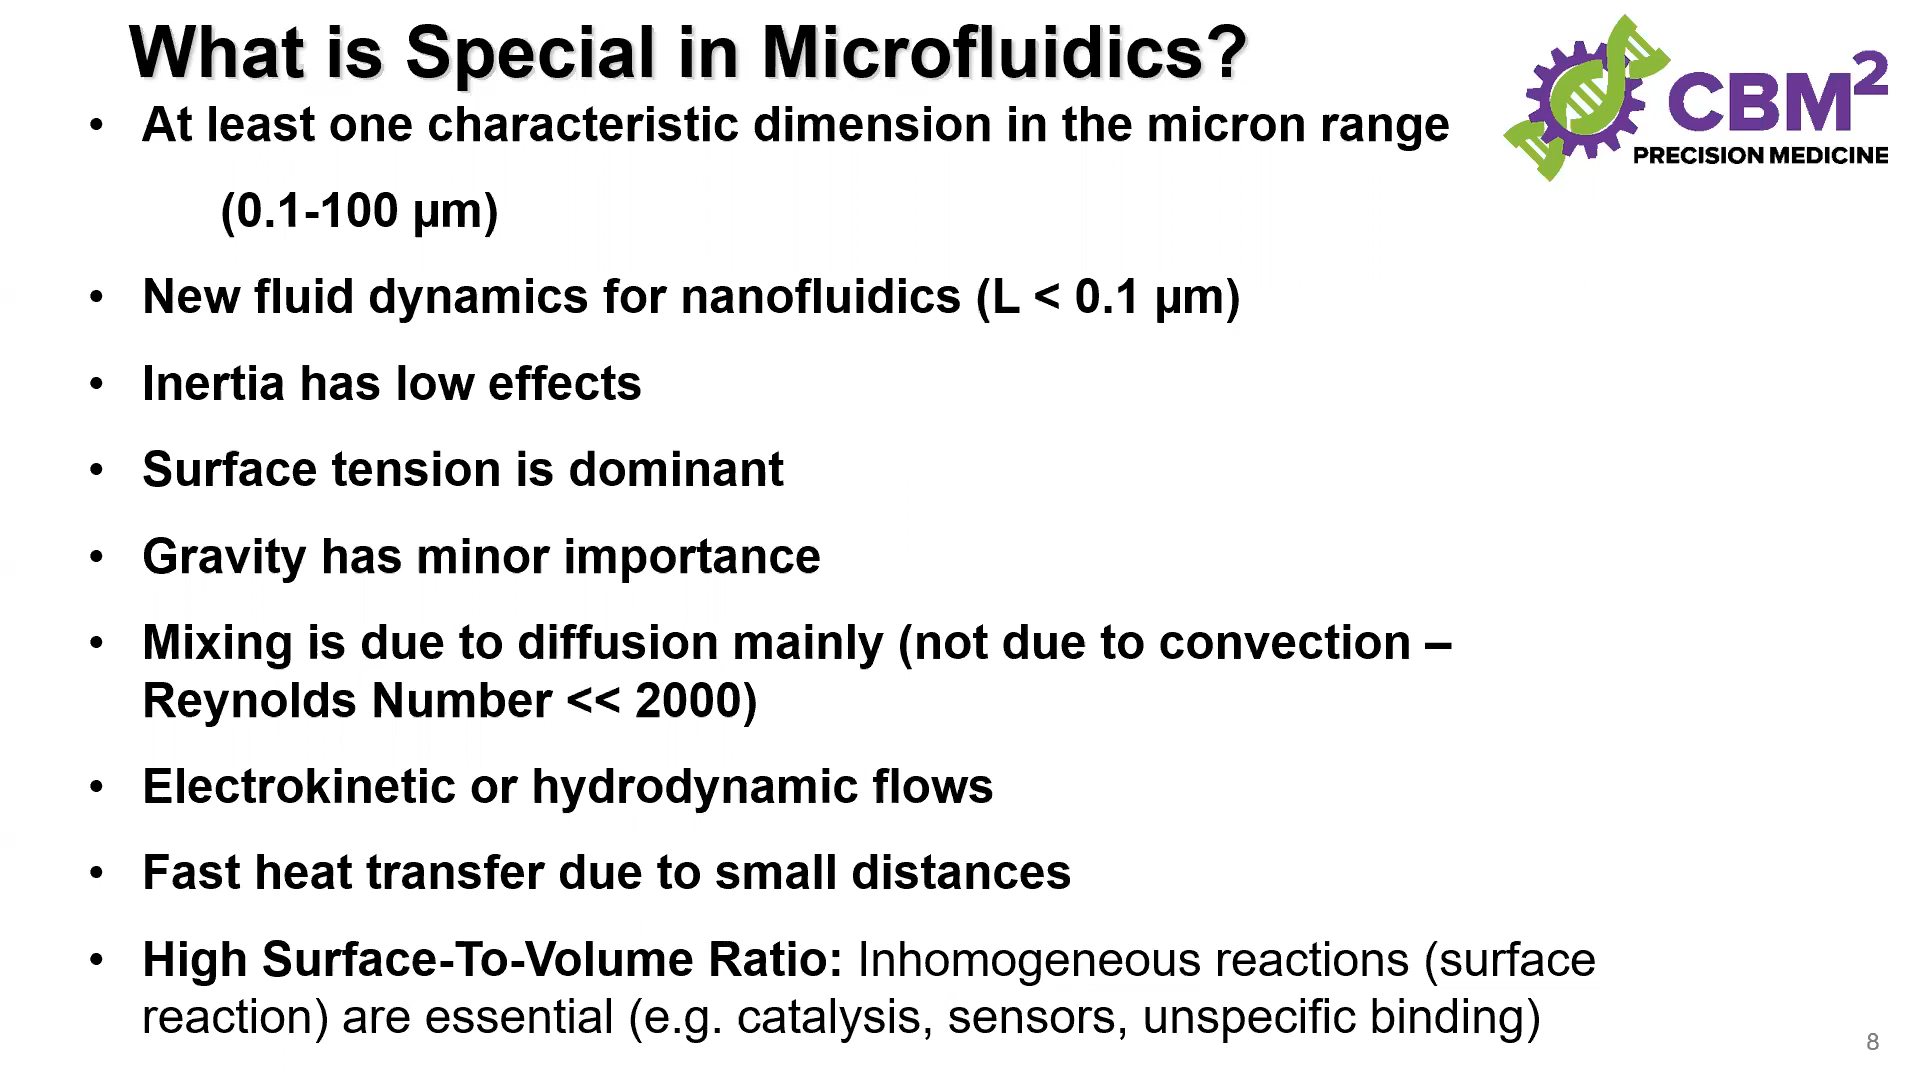 What is Special in Microfluidics?
CBM2
PRECISION MEDICINE
• At least one characteristic dimension in the micron range
(0.1-100 µm)
• New fluid dynamics for nanofluidics (L < 0.1 µm)
• Inertia has low effects
• Surface tension is dominant
• Gravity has minor importance
• Mixing is due to diffusion mainly (not due to convection –
Reynolds Number << 2000)
• Electrokinetic or hydrodynamic flows
• Fast heat transfer due to small distances
• High Surface-To-Volume Ratio: Inhomogeneous reactions (surface
reaction) are essential (e.g. catalysis, sensors, unspecific binding)
8